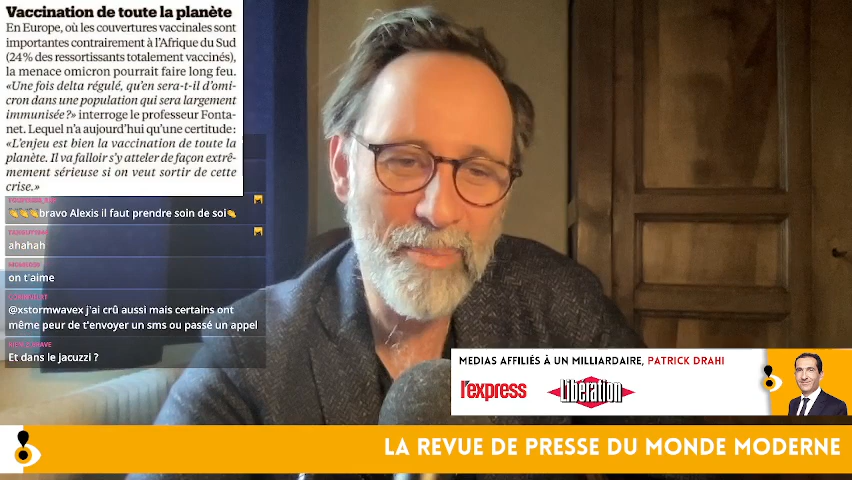 Vaccination de toute la planète
En Europe, où les couvertures vaccinales sont
importantes contrairement à l'Afrique du Sud
(24% des ressortissants totalement vaccinés),
la menace omicron pourrait faire long feu.
«Une fois delta régulé, qu'en sera-t-il d'omi-
cron dans une population qui sera largement
immunisée?» interroge le professeur Fonta-
net. Lequel n'a aujourd'hui qu'une certitude:
«L'enjeu est bien la vaccination de toute la
planète. Il va falloir s'y atteler de façon extrê-
mement sérieuse si on veut sortir de cette
crise.»
👏👏👏bravo Alexis il faut prendre soin de soi👏
ahahah
on t'aime
@xstormwavex j'ai crû aussi mais certains ont
même peur de t'envoyer un sms ou passé un appel
Et dans le jacuzzi ?
MEDIAS AFFILIÉS À UN MILLIARDAIRE, PATRICK DRAHI
l'express
Libération
LA REVUE DE PRESSE DU MONDE MODERNE